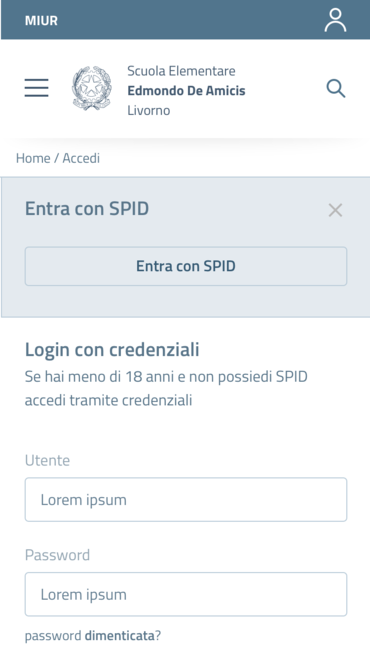 MIUR
Scuola Elementare
Edmondo De Amicis
Livorno
Home / Accedi
Entra con SPID
Entra con SPID
Login con credenziali
Se hai meno di 18 anni e non possiedi SPID
accedi tramite credenziali
Utente
Lorem ipsum
Password
Lorem ipsum
password dimenticata?